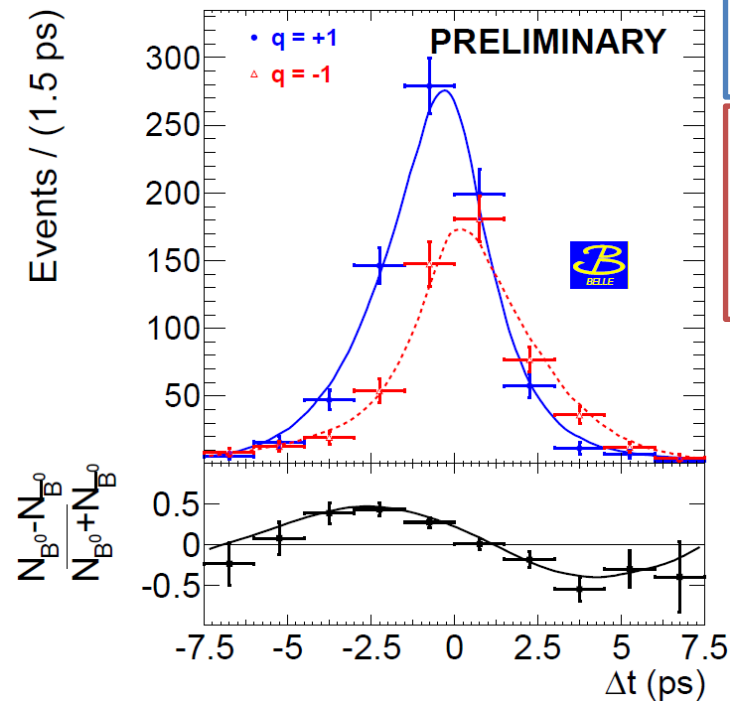 Events / (1.5 ps)
300
250
200
150
100
50
q = +1
q = -1
PRELIMINARY
B
BELLE
N_B⁰-N_B̅⁰
N_B⁰+N_B̅⁰
0.5
0
-0.5
-7.5 -5 -2.5 0 2.5 5 7.5
Δt (ps)